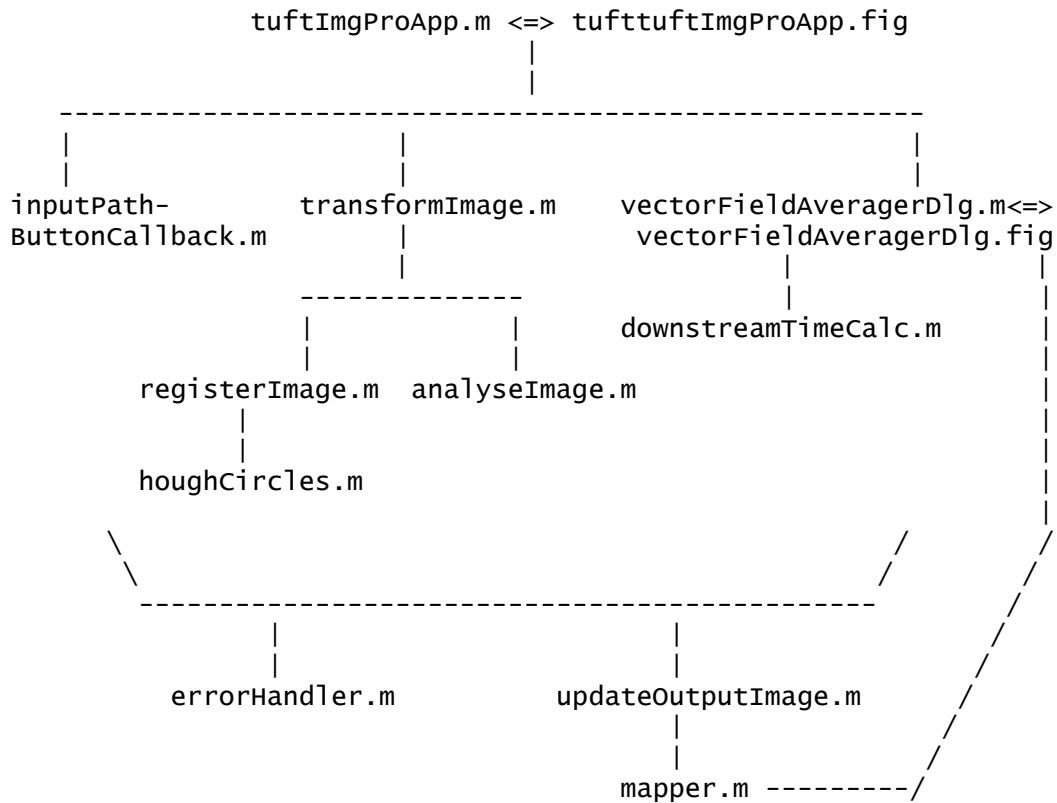 tuftImgProApp.m <=> tufttuftImgProApp.fig
inputPath- transformImage.m vectorFieldAveragerDlg.m<=>
ButtonCallback.m vectorFieldAveragerDlg.fig
downstreamTimeCalc.m
registerImage.m analyseImage.m
houghCircles.m
errorHandler.m updateOutputImage.m
mapper.m